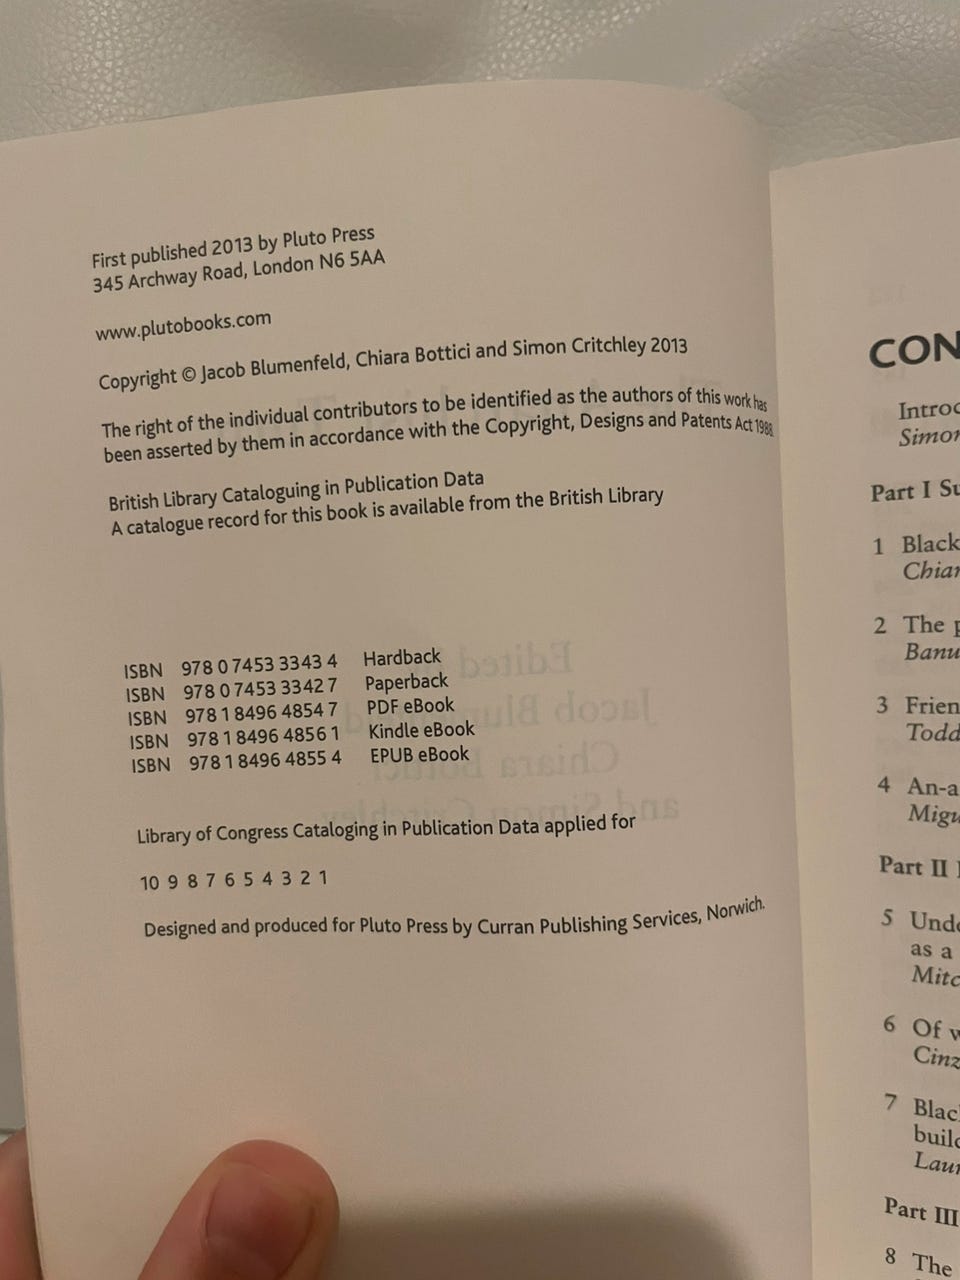 First published 2013 by Pluto Press
345 Archway Road, London N6 5AA
www.plutobooks.com
Copyright © Jacob Blumenfeld, Chiara Bottici and Simon Critchley 2013
The right of the individual contributors to be identified as the authors of this work has
been asserted by them in accordance with the Copyright, Designs and Patents Act 1988
British Library Cataloguing in Publication Data
A catalogue record for this book is available from the British Library
ISBN 978 0 7453 3343 4 Hardback
ISBN 978 0 7453 3342 7 Paperback
ISBN 978 1 8496 4854 7 PDF eBook
ISBN 978 1 8496 4856 1 Kindle eBook
ISBN 978 1 8496 4855 4 EPUB eBook
Library of Congress Cataloging in Publication Data applied for
10 9 8 7 6 5 4 3 2 1
Designed and produced for Pluto Press by Curran Publishing Services, Norwich.
CON
Introd
Simon
Part I Su
1 Black
Chiar
2 The p
Banu
3 Frien
Todd
4 An-a
Migu
Part II
5 Unde
as a
Mitc
6 Of w
Cinz
7 Blac
build
Laur
Part III
8 The